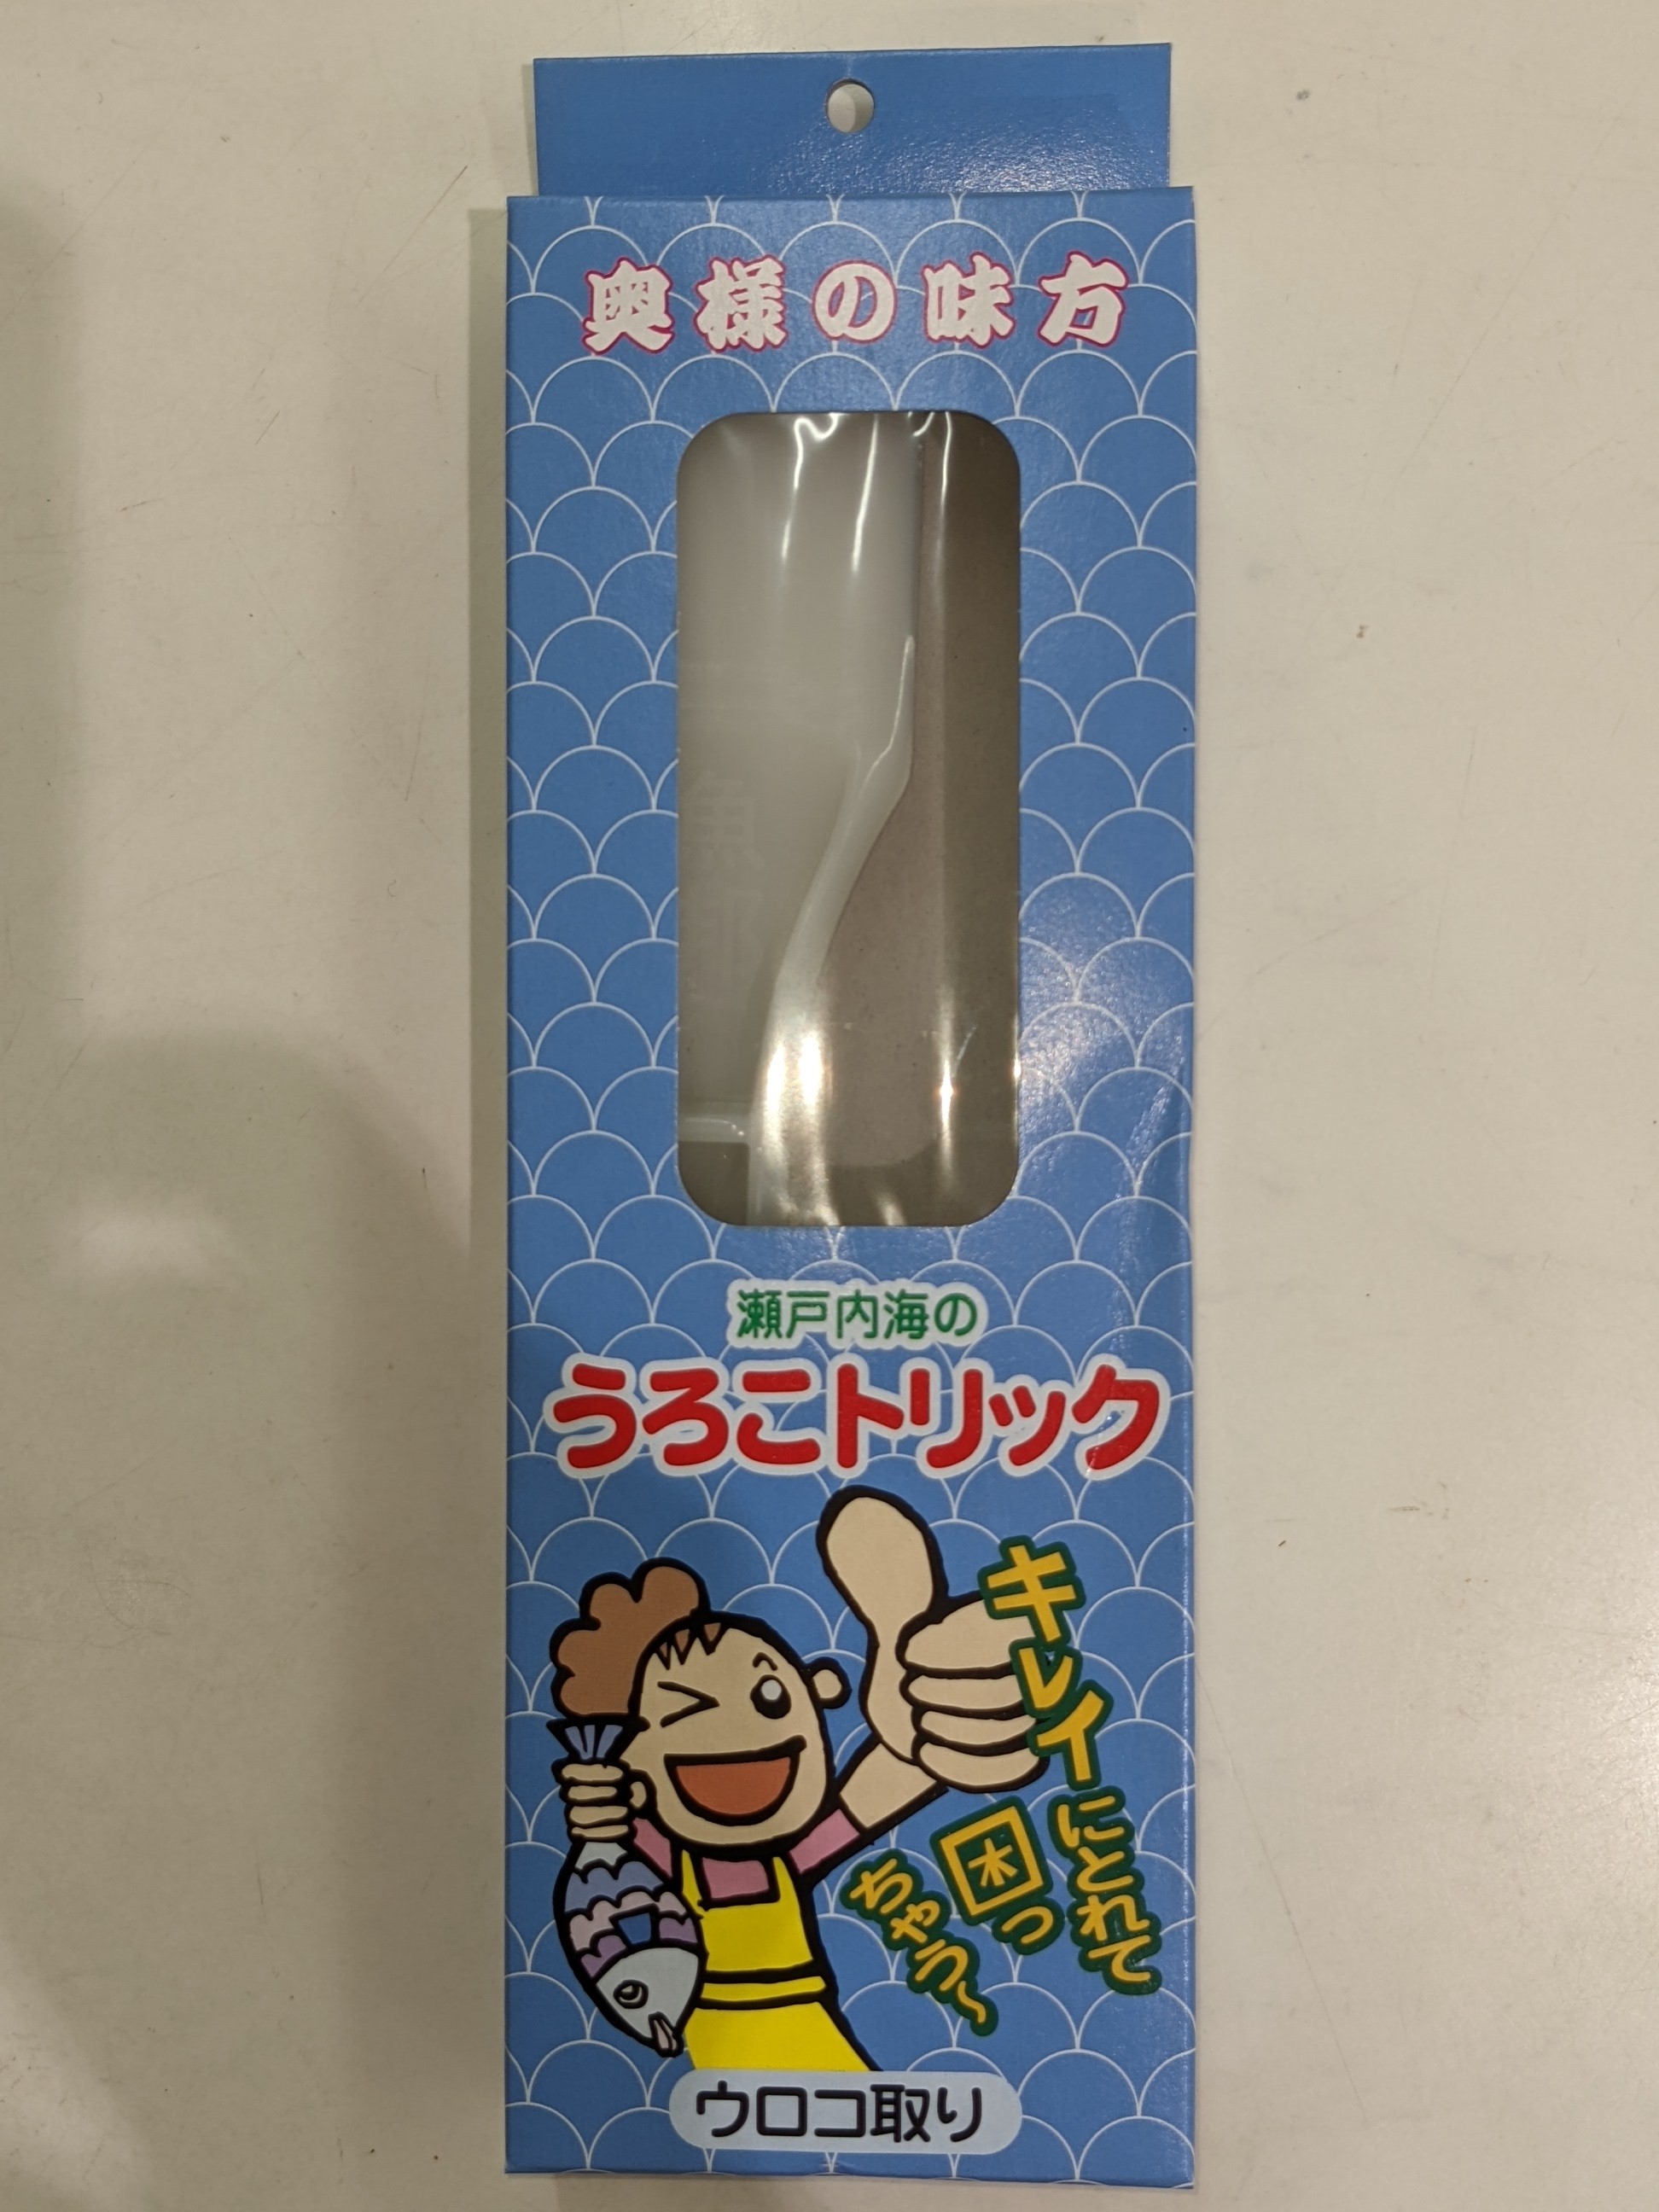 奥様の味方
瀬戸内海の
うろこトリック
キレイにとれて
困っ
ちゃう〜
ウロコ取り